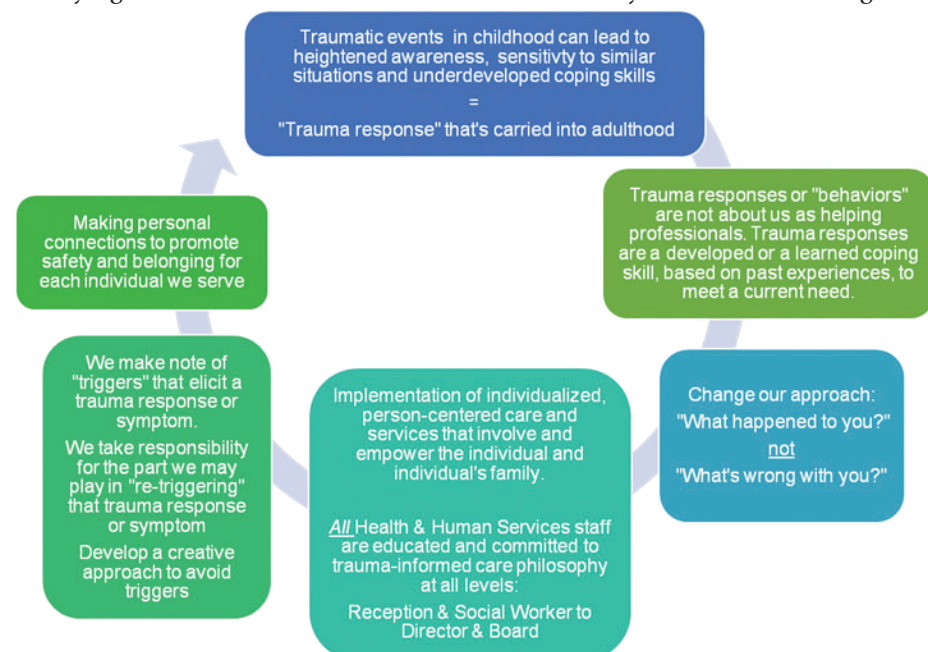 Traumatic events in childhood can lead to
heightened awareness, sensitivty to similar
situations and underdeveloped coping skills
=
"Trauma response" that's carried into adulthood
Trauma responses or "behaviors"
are not about us as helping
professionals. Trauma responses
are a developed or a learned coping
skill, based on past experiences, to
meet a current need.
Change our approach:
"What happened to you?"
not
"What's wrong with you?"
Implementation of individualized,
person-centered care and
services that involve and
empower the individual and
individual's family.
All Health & Human Services staff
are educated and committed to
trauma-informed care philosophy
at all levels:
Reception & Social Worker to
Director & Board
We make note of
"triggers" that elicit a
trauma response or
symptom.
We take responsibility
for the part we may
play in "re-triggering"
that trauma response
or symptom
Develop a creative
approach to avoid
triggers
Making personal
connections to promote
safety and belonging for
each individual we serve